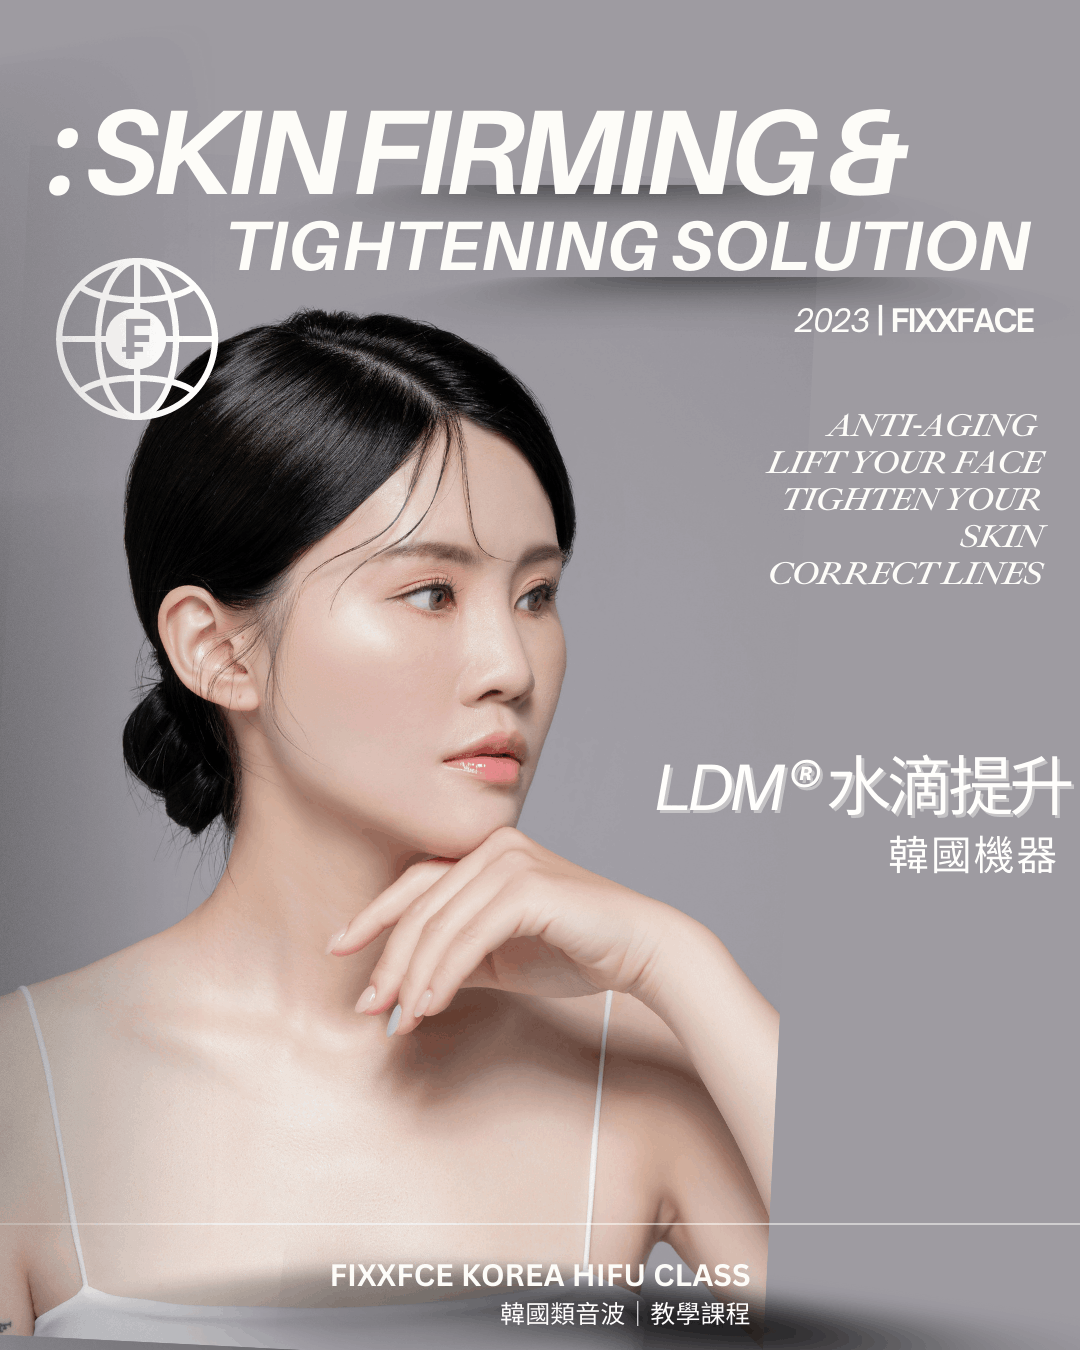 :SKIN FIRMING &
TIGHTENING SOLUTION
F
2023 | FIXXFACE
ANTI-AGING
LIFT YOUR FACE
TIGHTEN YOUR
SKIN
CORRECT LINES
LDM® 水滴提升
韓國機器
FIXXFCE KOREA HIFU CLASS
韓國類音波｜教學課程